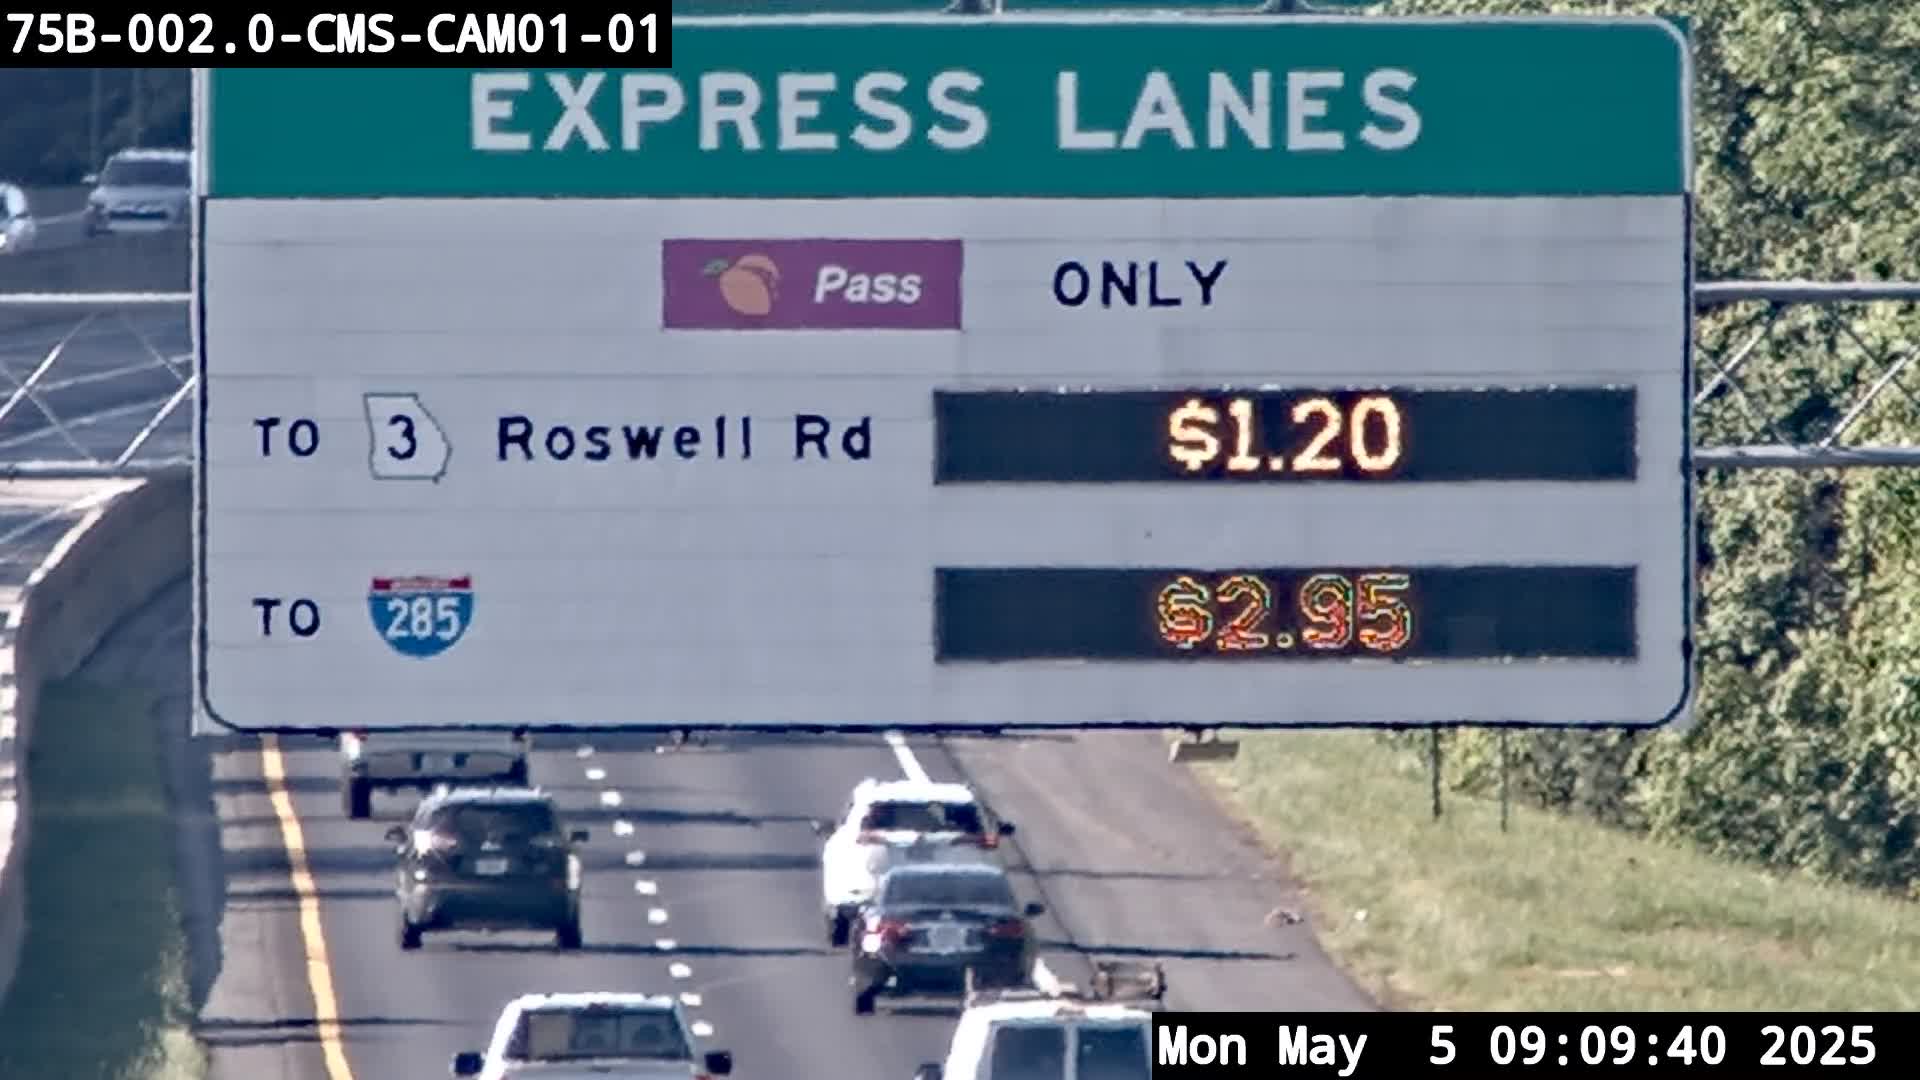 75B-002.0-CMS-CAM01-01
EXPRESS LANES
Pass ONLY
TO 3 Roswell Rd $1.20
TO 285 $2.95
Mon May 5 09:09:40 2025